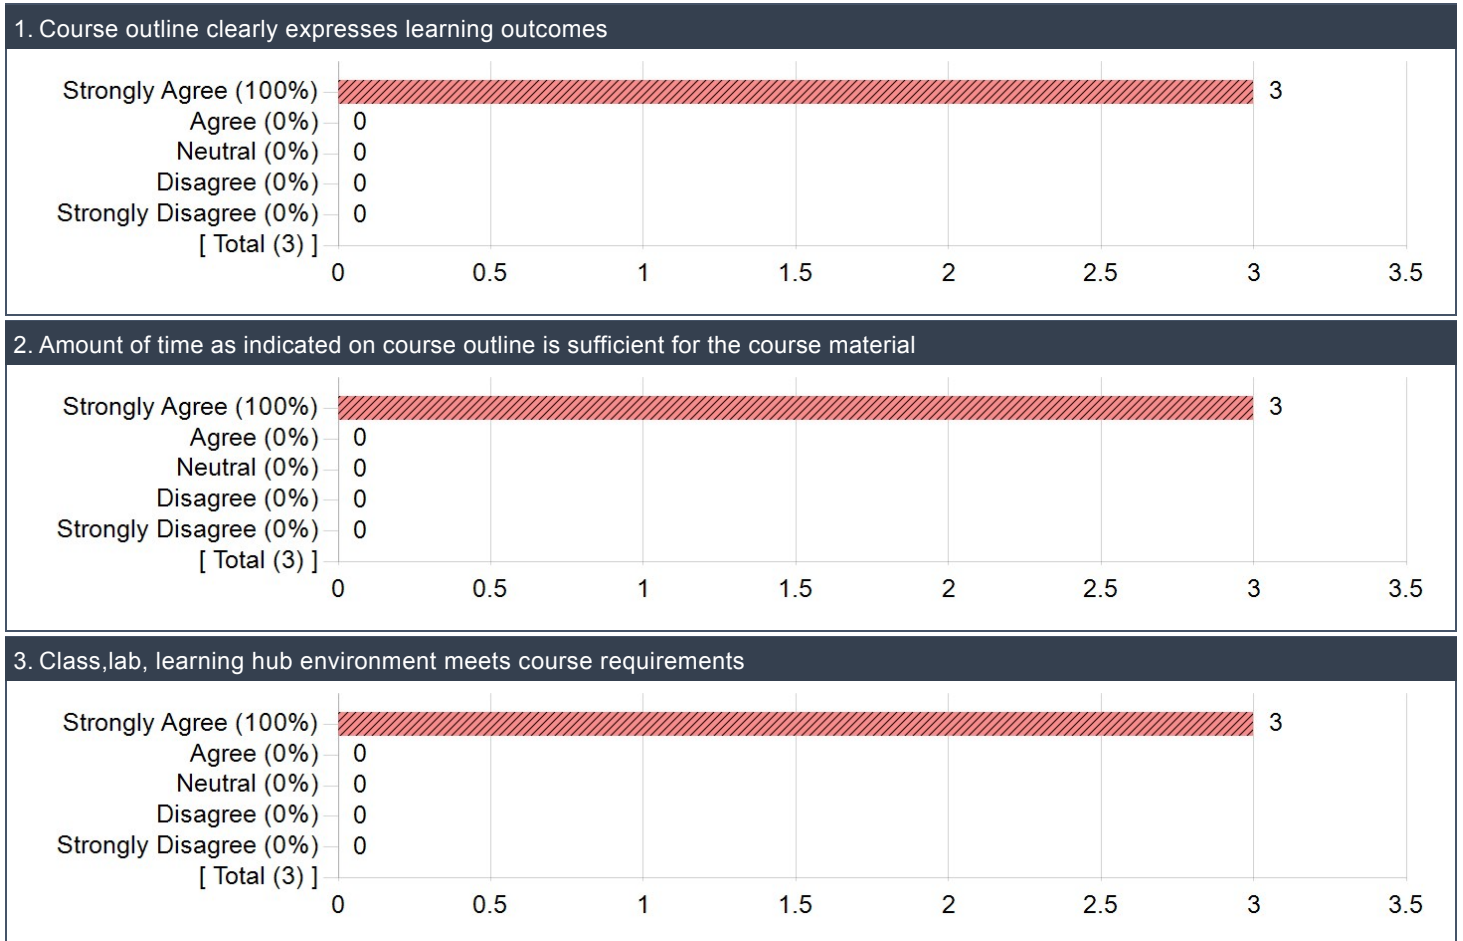 1. Course outline clearly expresses learning outcomes
Strongly Agree (100%) 3
Agree (0%) 0
Neutral (0%) 0
Disagree (0%) 0
Strongly Disagree (0%) 0
[ Total (3) ]
0 0.5 1 1.5 2 2.5 3 3.5
2. Amount of time as indicated on course outline is sufficient for the course material
Strongly Agree (100%) 3
Agree (0%) 0
Neutral (0%) 0
Disagree (0%) 0
Strongly Disagree (0%) 0
[ Total (3) ]
0 0.5 1 1.5 2 2.5 3 3.5
3. Class,lab, learning hub environment meets course requirements
Strongly Agree (100%) 3
Agree (0%) 0
Neutral (0%) 0
Disagree (0%) 0
Strongly Disagree (0%) 0
[ Total (3) ]
0 0.5 1 1.5 2 2.5 3 3.5